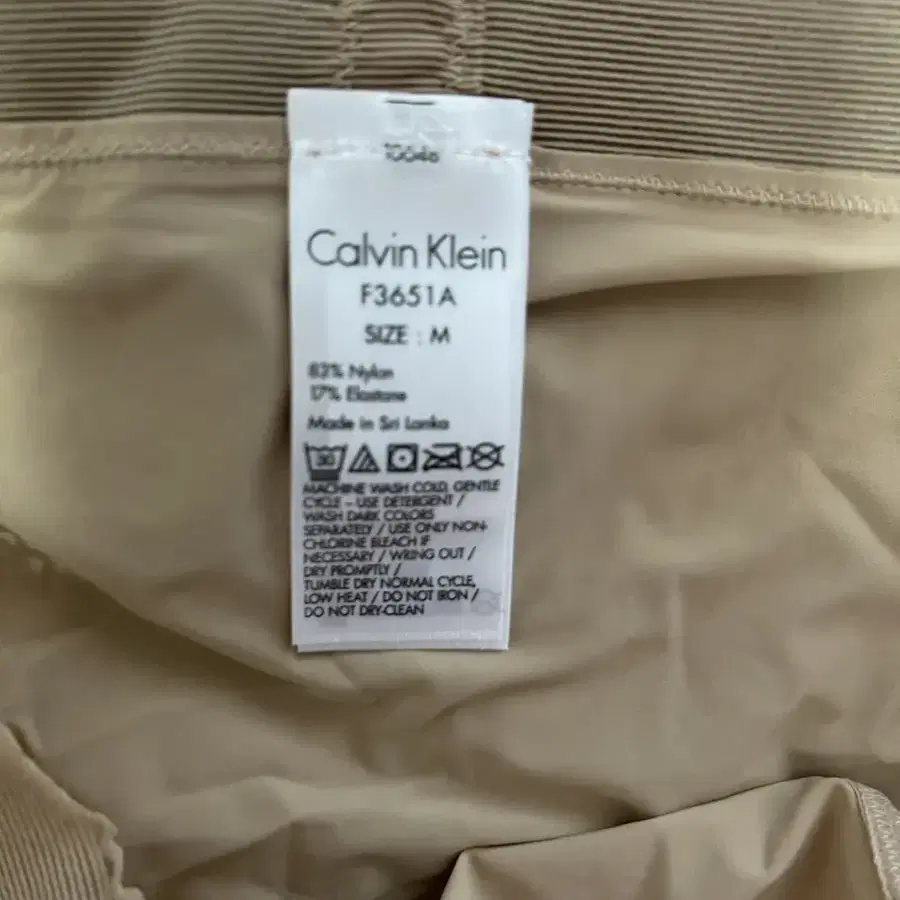 10648
Calvin Klein
F3651A
SIZE : M
83% Nylon
17% Elastane
Made in Sri Lanka
30
MACHINE WASH COLD, GENTLE
CYCLE – USE DETERGENT /
WASH DARK COLORS
SEPARATELY / USE ONLY NON-
CHLORINE BLEACH IF
NECESSARY / WRING OUT /
DRY PROMPTLY /
TUMBLE DRY NORMAL CYCLE,
LOW HEAT / DO NOT IRON /
DO NOT DRY-CLEAN